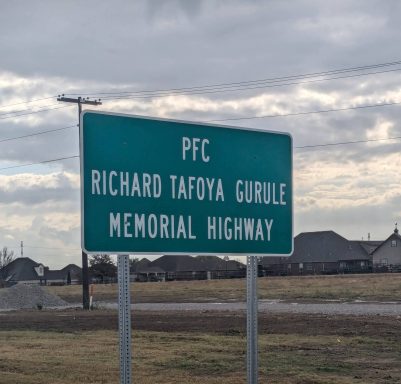 PFC
RICHARD TAFOYA GURULE
MEMORIAL HIGHWAY